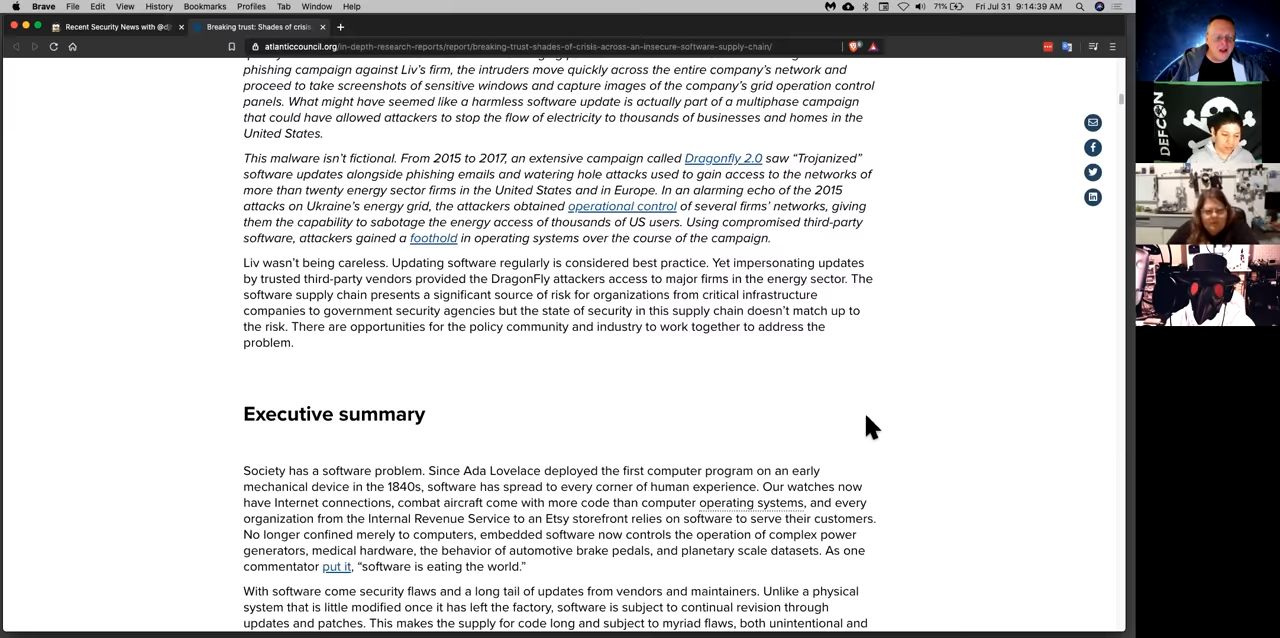 Brave File Edit View History Bookmarks Profiles Tab Window Help
71% Fri Jul 31 9:14:39 AM
Recent Security News with @d
Breaking trust: Shades of crisis
atlanticcouncil.org/in-depth-research-reports/report/breaking-trust-shades-of-crisis-across-an-insecure-software-supply-chain/
phishing campaign against Liv's firm, the intruders move quickly across the entire company's network and
proceed to take screenshots of sensitive windows and capture images of the company's grid operation control
panels. What might have seemed like a harmless software update is actually part of a multiphase campaign
that could have allowed attackers to stop the flow of electricity to thousands of businesses and homes in the
United States.
This malware isn't fictional. From 2015 to 2017, an extensive campaign called Dragonfly 2.0 saw “Trojanized”
software updates alongside phishing emails and watering hole attacks used to gain access to the networks of
more than twenty energy sector firms in the United States and in Europe. In an alarming echo of the 2015
attacks on Ukraine's energy grid, the attackers obtained operational control of several firms' networks, giving
them the capability to sabotage the energy access of thousands of US users. Using compromised third-party
software, attackers gained a foothold in operating systems over the course of the campaign.
Liv wasn't being careless. Updating software regularly is considered best practice. Yet impersonating updates
by trusted third-party vendors provided the DragonFly attackers access to major firms in the energy sector. The
software supply chain presents a significant source of risk for organizations from critical infrastructure
companies to government security agencies but the state of security in this supply chain doesn't match up to
the risk. There are opportunities for the policy community and industry to work together to address the
problem.
Executive summary
Society has a software problem. Since Ada Lovelace deployed the first computer program on an early
mechanical device in the 1840s, software has spread to every corner of human experience. Our watches now
have Internet connections, combat aircraft come with more code than computer operating systems, and every
organization from the Internal Revenue Service to an Etsy storefront relies on software to serve their customers.
No longer confined merely to computers, embedded software now controls the operation of complex power
generators, medical hardware, the behavior of automotive brake pedals, and planetary scale datasets. As one
commentator put it, “software is eating the world.”
With software come security flaws and a long tail of updates from vendors and maintainers. Unlike a physical
system that is little modified once it has left the factory, software is subject to continual revision through
updates and patches. This makes the supply for code long and subject to myriad flaws, both unintentional and
DEFCON